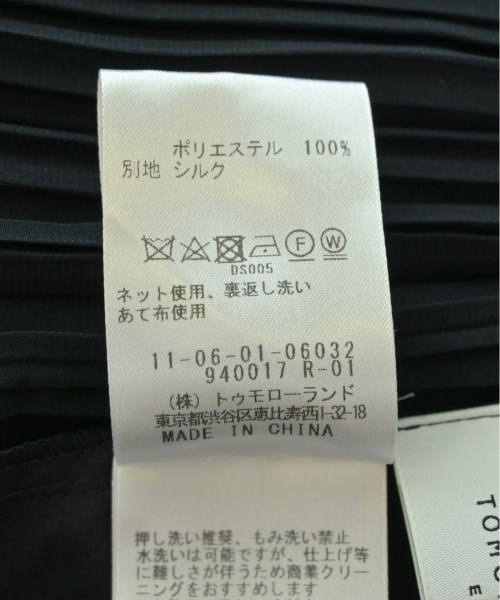 ポリエステル 100%
別地 シルク
F W
DS005
ネット使用、裏返し洗い
あて布使用
11-06-01-06032
940017 R-01
(株) トゥモローランド
東京都渋谷区恵比寿西1-32-18
MADE IN CHINA
押し洗い推奨、もみ洗い禁止
水洗いは可能ですが、仕上げ等
に難しさが伴うため商業クリー
ニングをおすすめします
TOMO
E